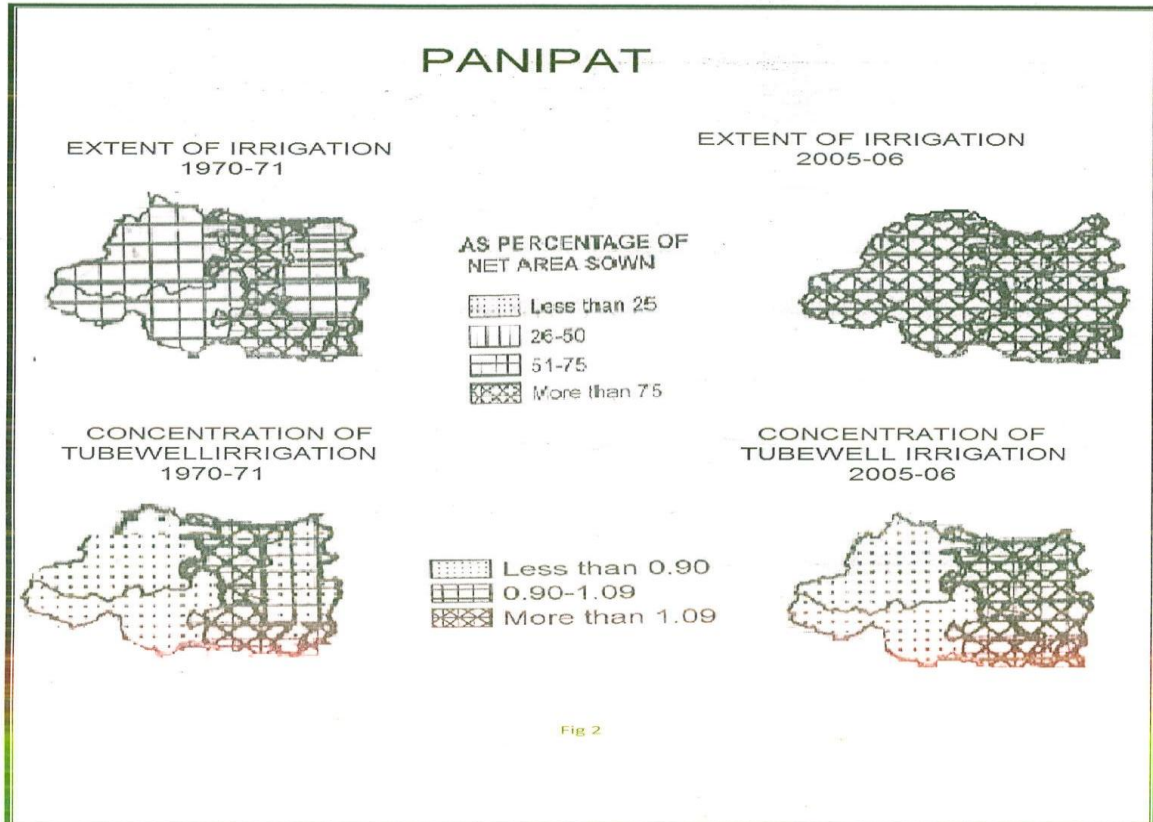 PANIPAT
EXTENT OF IRRIGATION
1970-71
EXTENT OF IRRIGATION
2005-06
AS PERCENTAGE OF
NET AREA SOWN
Less than 25
26-50
51-75
More than 75
CONCENTRATION OF
TUBEWELLIRRIGATION
1970-71
CONCENTRATION OF
TUBEWELL IRRIGATION
2005-06
Less than 0.90
0.90-1.09
More than 1.09
Fig 2